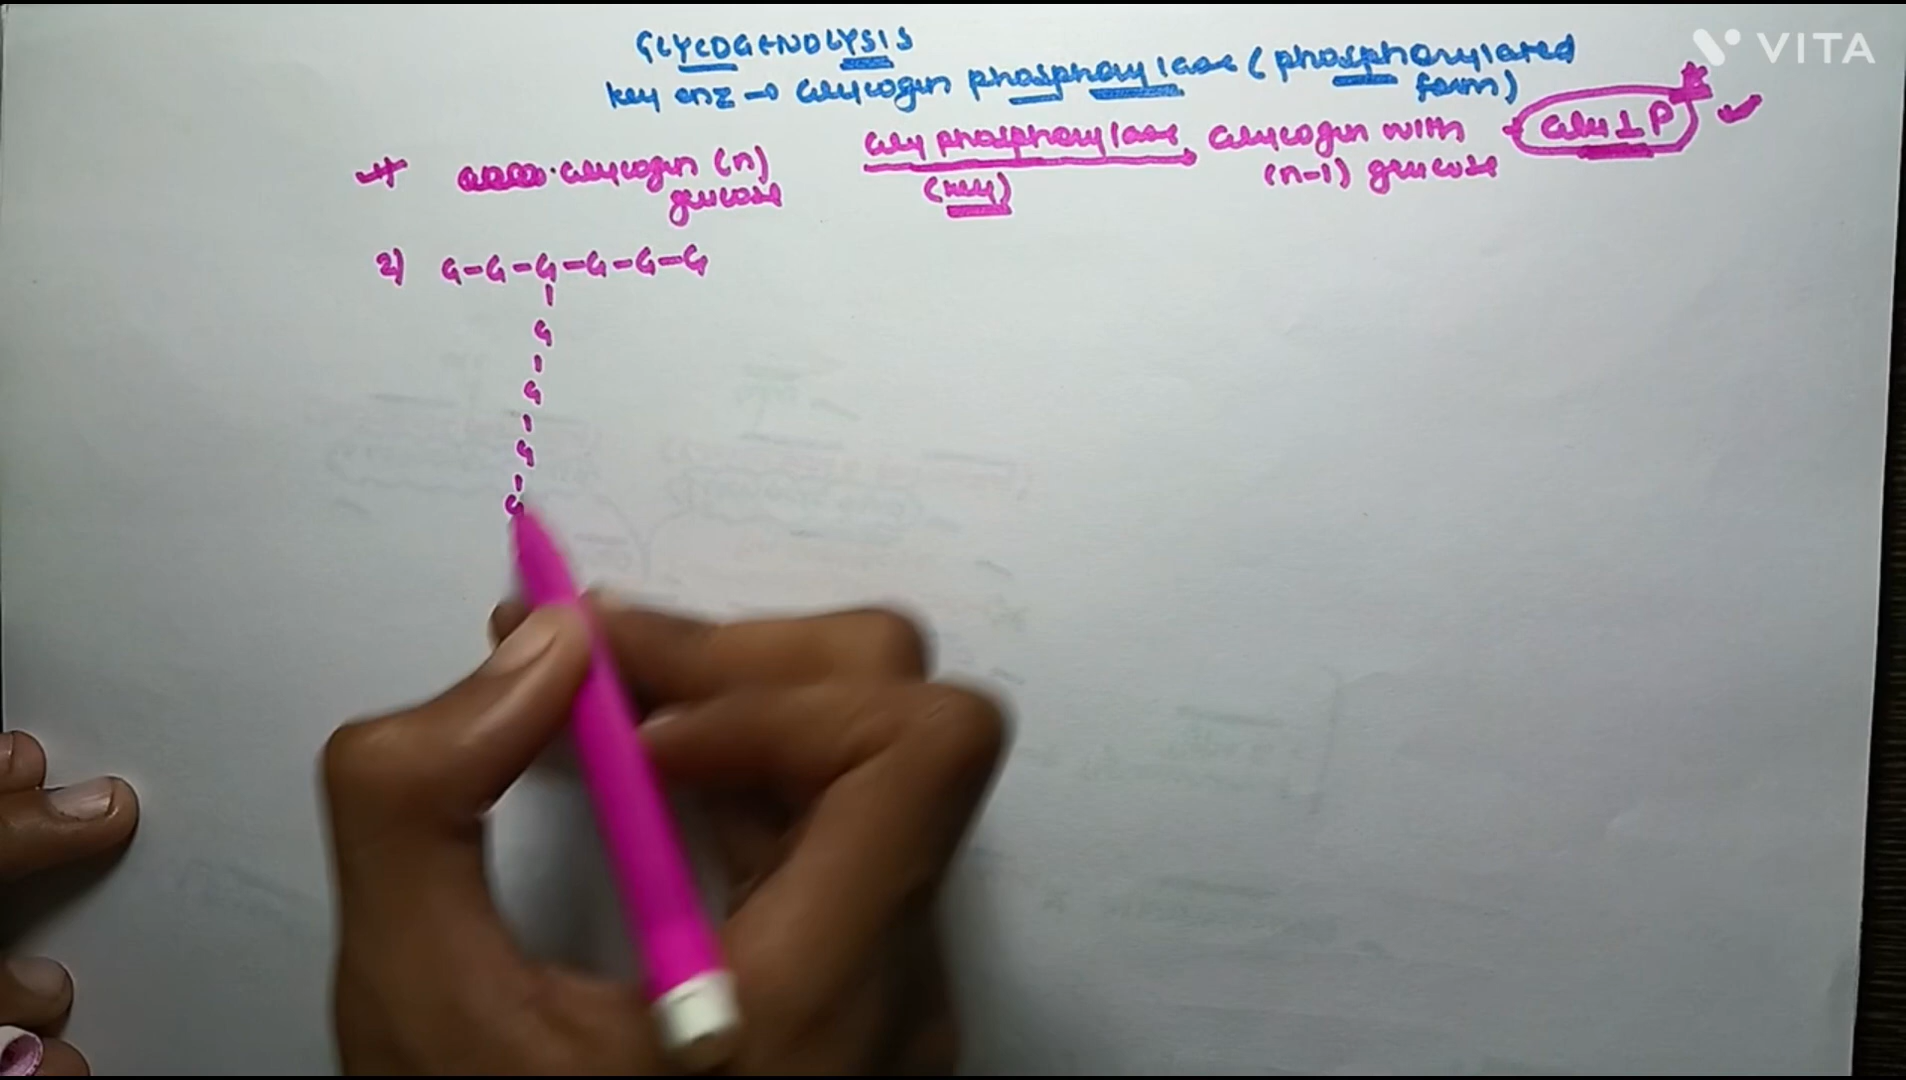 GLYCOGENOLYSIS
key enz → Glycogen phosphorylase (phosphorylated form)
* Glycogen (n) glucose Gly phosphorylase (key) Glycogen with (n-1) glucose + Glu 1 P
2) G-G-G-G-G-G
G
G
G
G
VITA